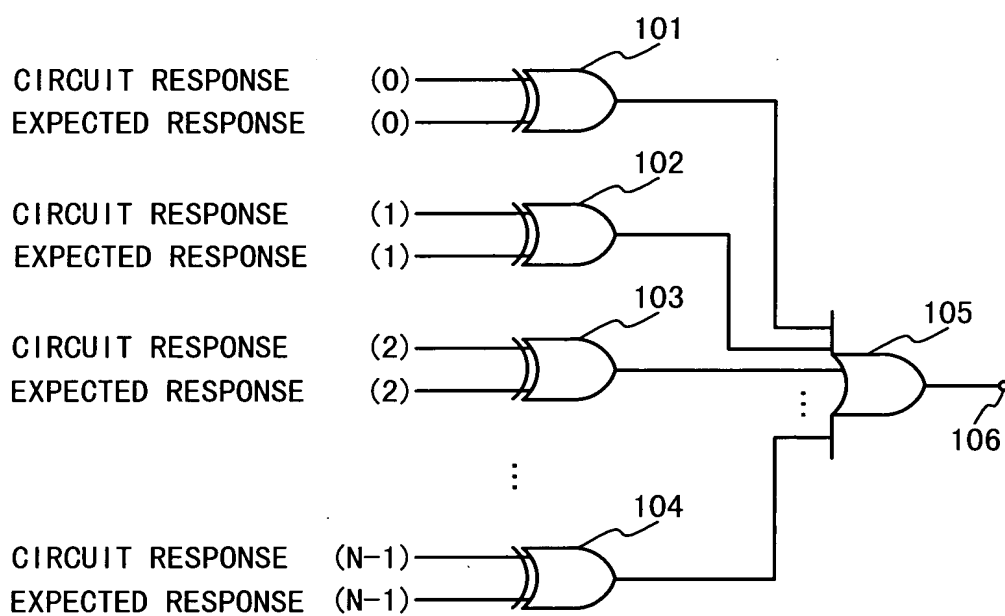 101
CIRCUIT RESPONSE (0)
EXPECTED RESPONSE (0)
102
CIRCUIT RESPONSE (1)
EXPECTED RESPONSE (1)
103
105
CIRCUIT RESPONSE (2)
EXPECTED RESPONSE (2)
106
104
CIRCUIT RESPONSE (N-1)
EXPECTED RESPONSE (N-1)